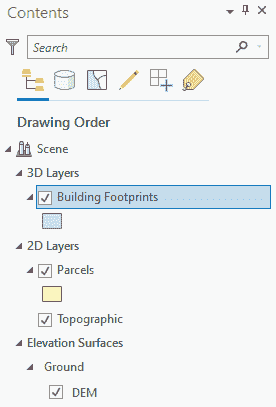 Contents
Search
Drawing Order
Scene
3D Layers
Building Footprints
2D Layers
Parcels
Topographic
Elevation Surfaces
Ground
DEM